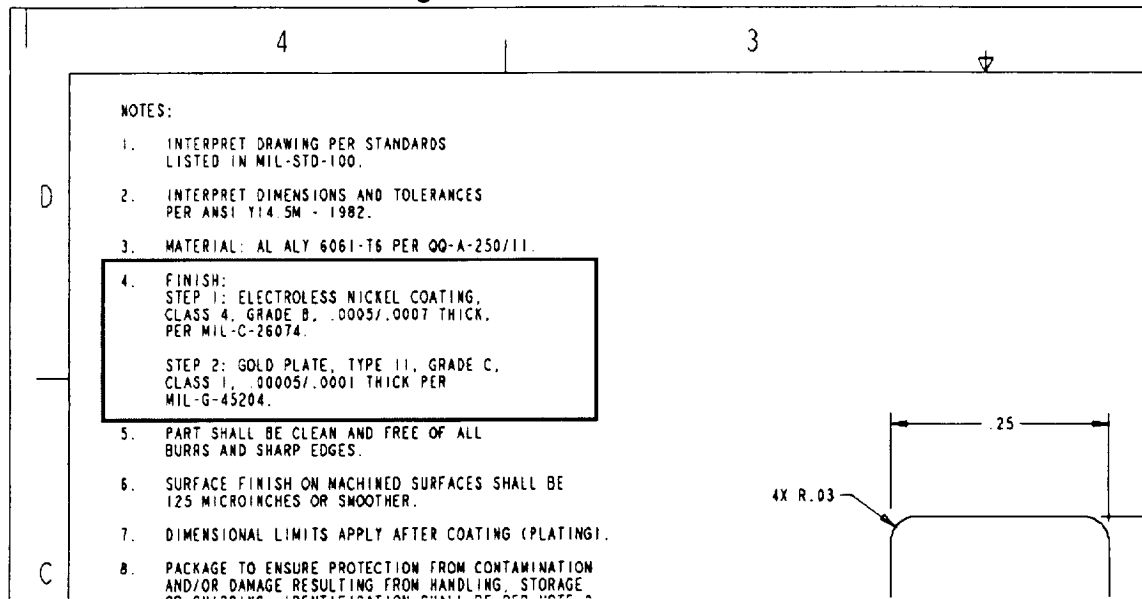 4 3
NOTES:
1. INTERPRET DRAWING PER STANDARDS
LISTED IN MIL-STD-100.
D
2. INTERPRET DIMENSIONS AND TOLERANCES
PER ANSI Y14.5M - 1982.
3. MATERIAL: AL ALY 6061-T6 PER QQ-A-250/11.
4. FINISH:
STEP 1: ELECTROLESS NICKEL COATING,
CLASS 4, GRADE B, .0005/.0007 THICK,
PER MIL-C-26074.
STEP 2: GOLD PLATE, TYPE II, GRADE C,
CLASS 1, .00005/.0001 THICK PER
MIL-G-45204.
5. PART SHALL BE CLEAN AND FREE OF ALL
BURRS AND SHARP EDGES.
.25
6. SURFACE FINISH ON MACHINED SURFACES SHALL BE
125 MICROINCHES OR SMOOTHER.
4X R.03
7. DIMENSIONAL LIMITS APPLY AFTER COATING (PLATING).
C
8. PACKAGE TO ENSURE PROTECTION FROM CONTAMINATION
AND/OR DAMAGE RESULTING FROM HANDLING, STORAGE